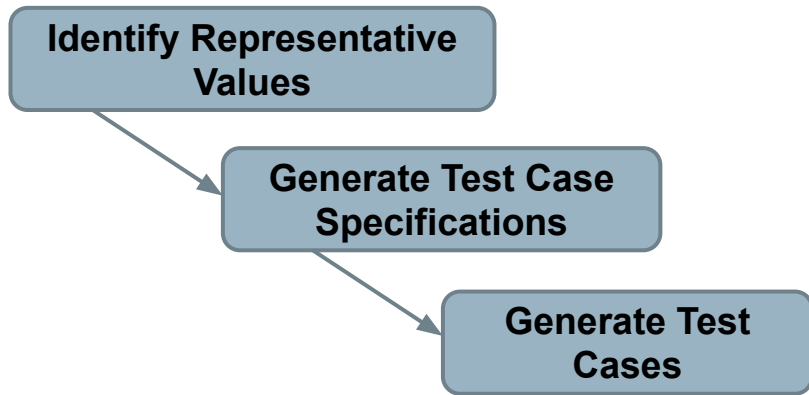 Identify Representative
Values
Generate Test Case
Specifications
Generate Test
Cases